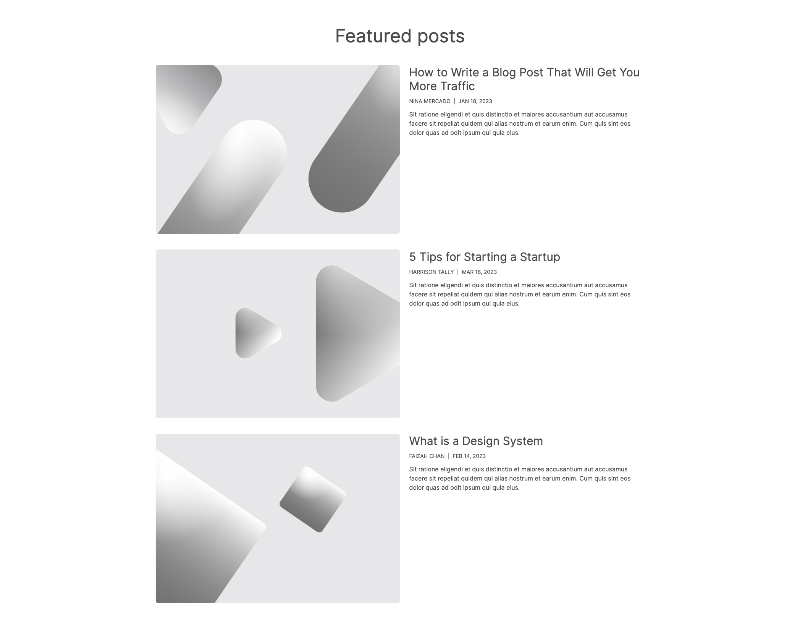 Featured posts
How to Write a Blog Post That Will Get You
More Traffic
NINA MERCADO | JAN 18, 2023
Sit ratione eligendi et quis distinctio et maiores accusantium aut accusamus
facere sit repellat quidem qui alias nostrum et earum enim. Cum quis sint eos
dolor quas ad odit ipsum qui quia eius.
5 Tips for Starting a Startup
HARRISON TALLY | MAR 18, 2023
Sit ratione eligendi et quis distinctio et maiores accusantium aut accusamus
facere sit repellat quidem qui alias nostrum et earum enim. Cum quis sint eos
dolor quas ad odit ipsum qui quia eius.
What is a Design System
FAIZAH CHAN | FEB 14, 2023
Sit ratione eligendi et quis distinctio et maiores accusantium aut accusamus
facere sit repellat quidem qui alias nostrum et earum enim. Cum quis sint eos
dolor quas ad odit ipsum qui quia eius.